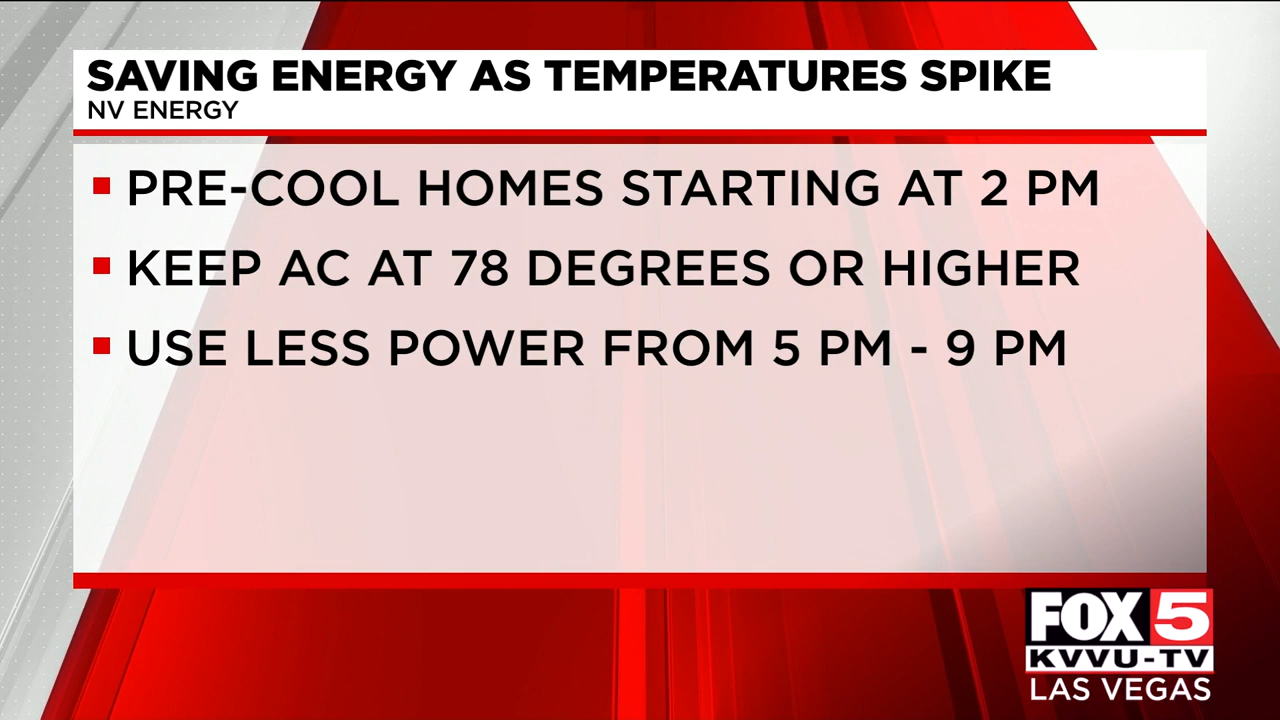 SAVING ENERGY AS TEMPERATURES SPIKE
NV ENERGY
PRE-COOL HOMES STARTING AT 2 PM
KEEP AC AT 78 DEGREES OR HIGHER
USE LESS POWER FROM 5 PM - 9 PM
FOX 5
KVVU-TV
LAS VEGAS